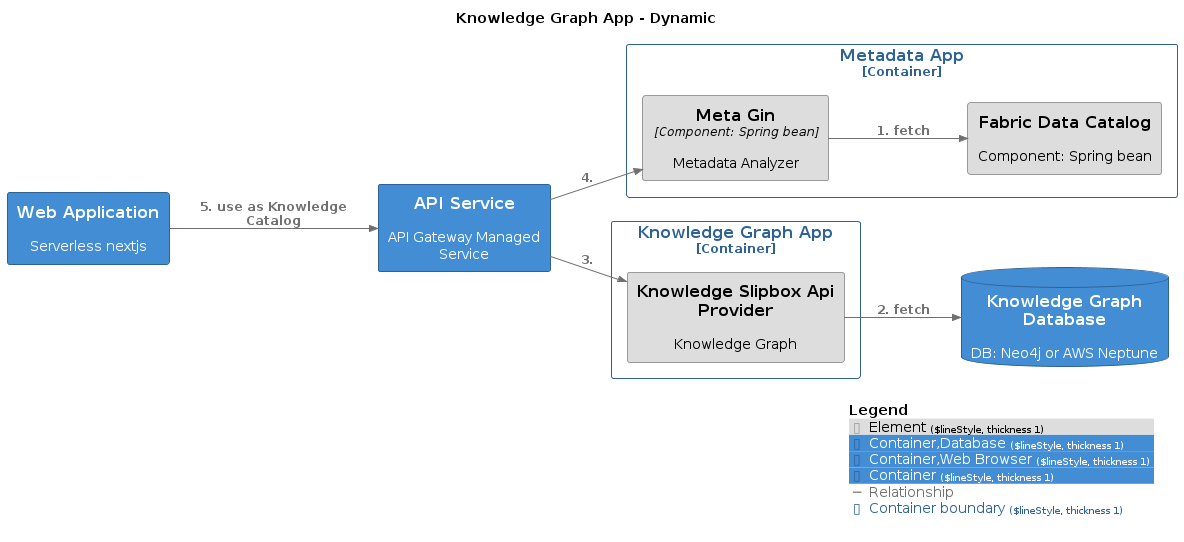 Knowledge Graph App - Dynamic
Metadata App
[Container]
Meta Gin
[Component: Spring bean]
Metadata Analyzer
1. fetch
Fabric Data Catalog
Component: Spring bean
Web Application
Serverless nextjs
5. use as Knowledge
Catalog
API Service
API Gateway Managed
Service
4.
3.
Knowledge Graph App
[Container]
Knowledge Slipbox Api
Provider
Knowledge Graph
2. fetch
Knowledge Graph
Database
DB: Neo4j or AWS Neptune
Legend
Element ($lineStyle, thickness 1)
Container,Database ($lineStyle, thickness 1)
Container,Web Browser ($lineStyle, thickness 1)
Container ($lineStyle, thickness 1)
Relationship
Container boundary ($lineStyle, thickness 1)